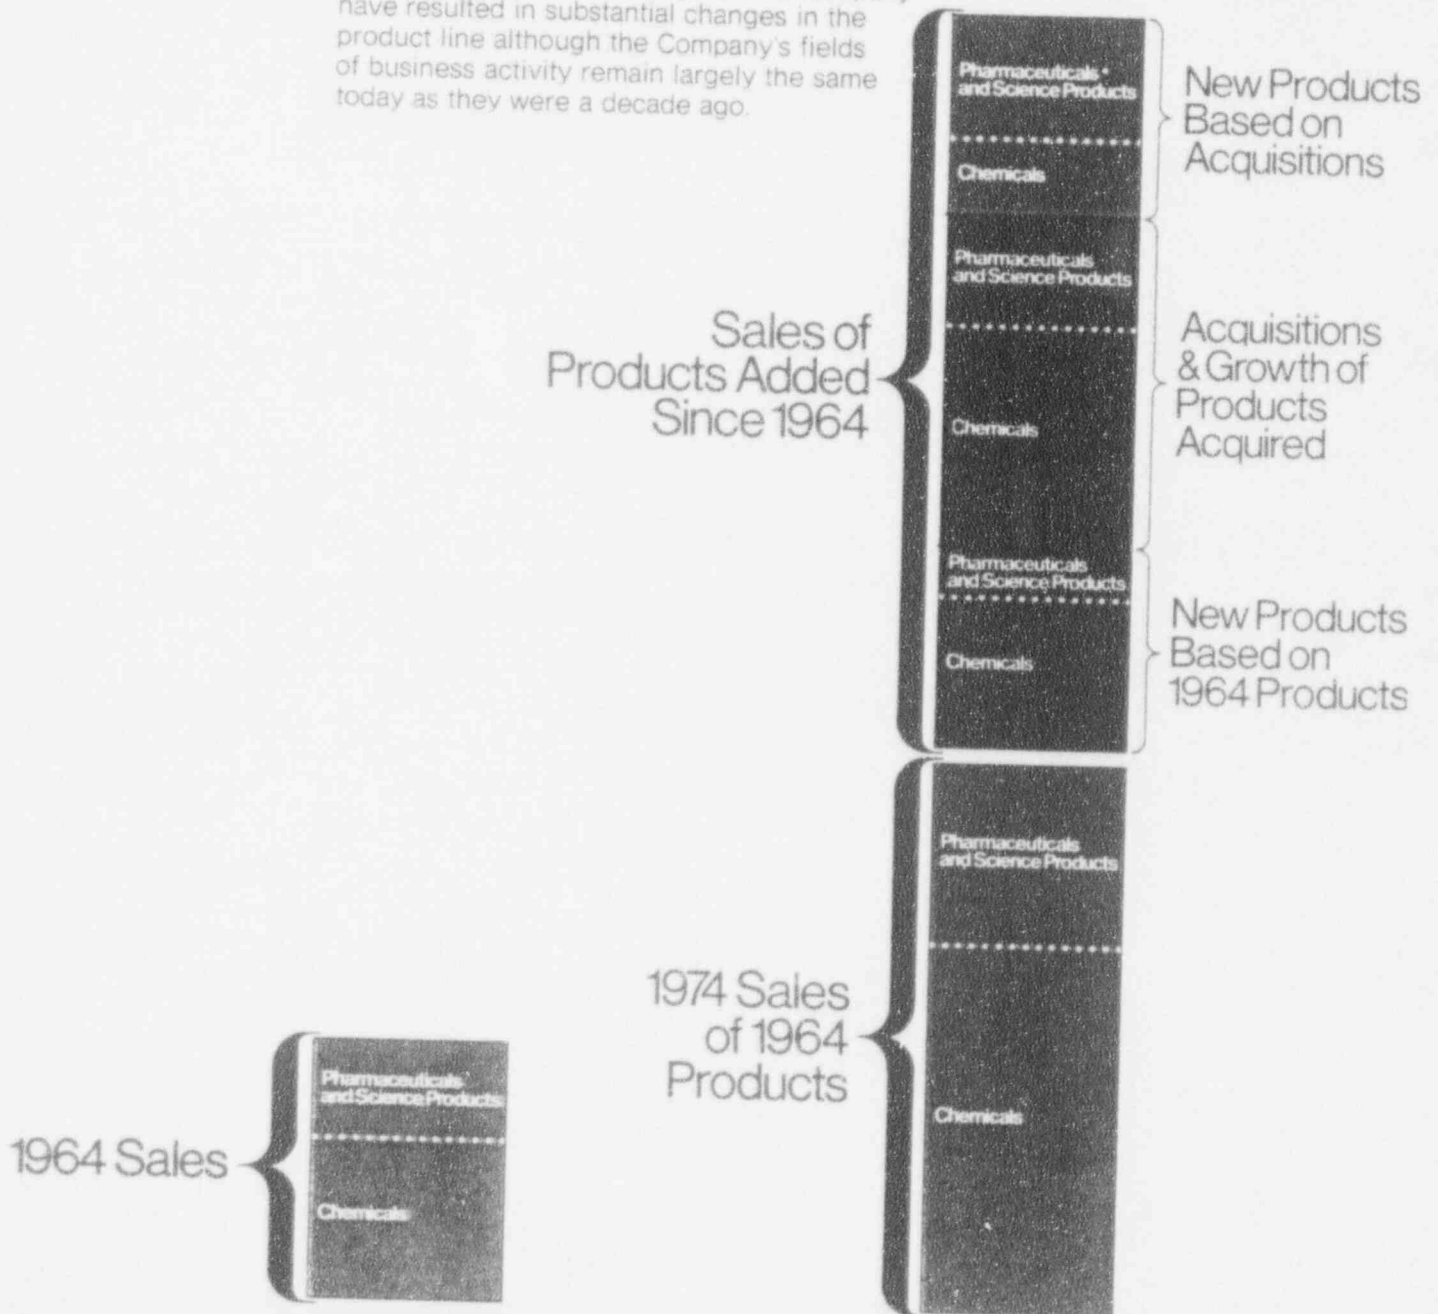 have resulted in substantial changes in the
product line although the Company's fields
of business activity remain largely the same
today as they were a decade ago.
Pharmaceuticals
and Science Products
Chemicals
New Products
Based on
Acquisitions
Sales of
Products Added
Since 1964
Pharmaceuticals
and Science Products
Chemicals
Acquisitions
& Growth of
Products
Acquired
Pharmaceuticals
and Science Products
Chemicals
New Products
Based on
1964 Products
1974 Sales
of 1964
Products
Pharmaceuticals
and Science Products
Chemicals
1964 Sales
Pharmaceuticals
and Science Products
Chemicals